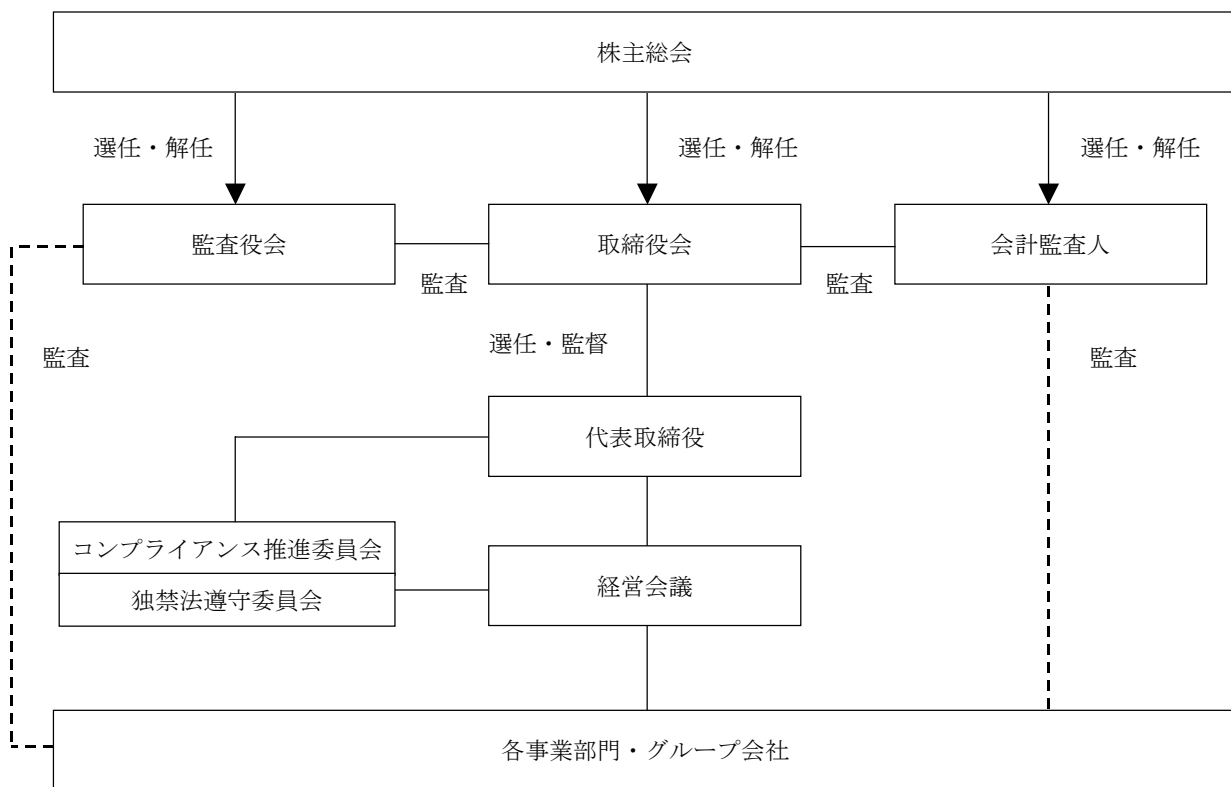 株主総会
選任・解任
選任・解任
選任・解任
監査役会
取締役会
会計監査人
監査
監査
選任・監督
監査
監査
代表取締役
コンプライアンス推進委員会
独禁法遵守委員会
経営会議
各事業部門・グループ会社